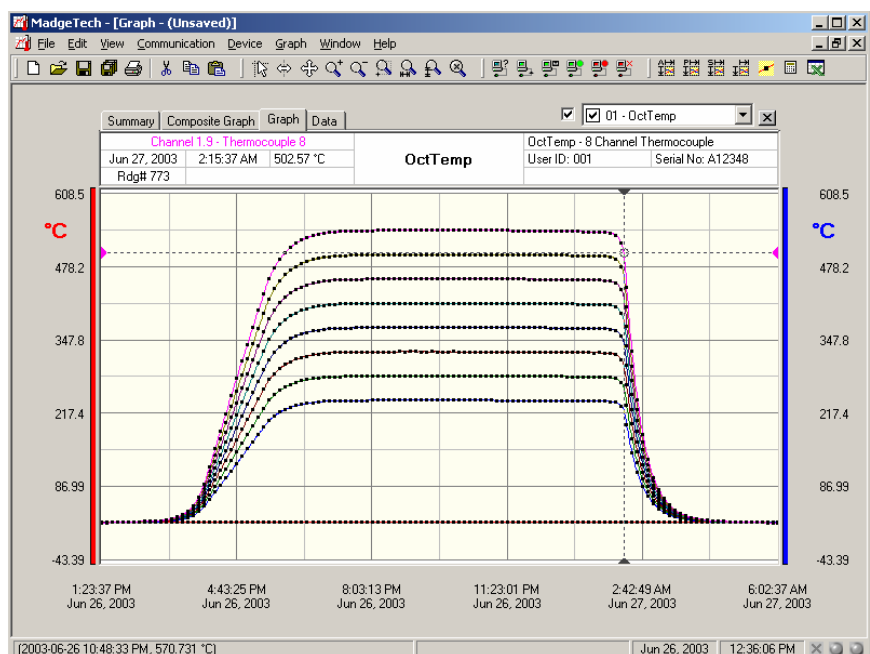 MadgeTech - [Graph - (Unsaved)]
File Edit View Communication Device Graph Window Help
Summary Composite Graph Graph Data 01 - OctTemp
Channel 1.9 - Thermocouple 8 OctTemp - 8 Channel Thermocouple
Jun 27, 2003 2:15:37 AM 502.57 °C OctTemp User ID: 001 Serial No: A12348
Rdg# 773
608.5 608.5
°C °C
478.2 478.2
347.8 347.8
217.4 217.4
86.99 86.99
-43.39 -43.39
1:23:37 PM 4:43:25 PM 8:03:13 PM 11:23:01 PM 2:42:49 AM 6:02:37 AM
Jun 26, 2003 Jun 26, 2003 Jun 26, 2003 Jun 26, 2003 Jun 27, 2003 Jun 27, 2003
(2003-06-26 10:48:33 PM, 570.731 °C) Jun 26, 2003 12:36:06 PM